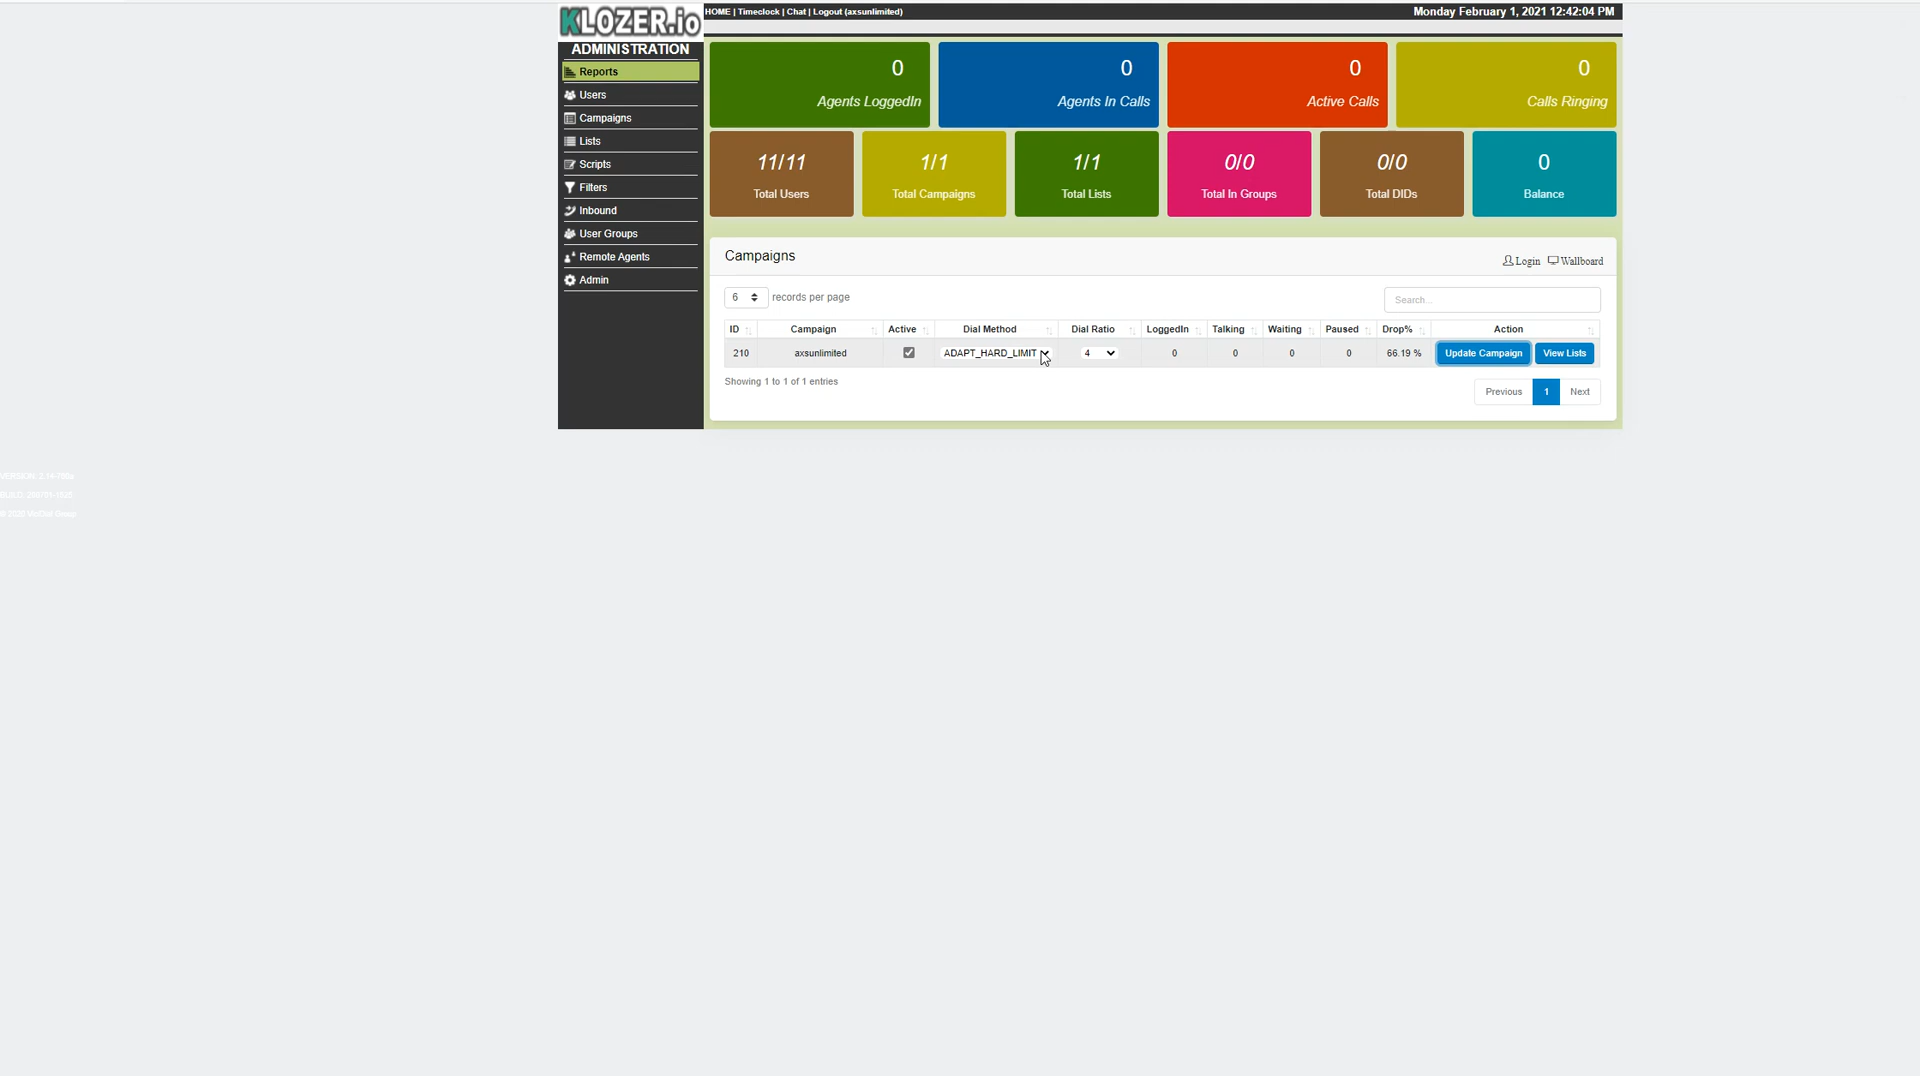 KLOZER.io
HOME | Timeclock | Chat | Logout (axsunlimited)
Monday February 1, 2021 12:42:04 PM
ADMINISTRATION
Reports
Users
Campaigns
Lists
Scripts
Filters
Inbound
User Groups
Remote Agents
Admin
0
Agents LoggedIn
0
Agents In Calls
0
Active Calls
0
Calls Ringing
11/11
Total Users
1/1
Total Campaigns
1/1
Total Lists
0/0
Total In Groups
0/0
Total DIDs
0
Balance
Campaigns
Login Wallboard
6 records per page
Search...
ID Campaign Active Dial Method Dial Ratio LoggedIn Talking Waiting Paused Drop% Action
210 axsunlimited ADAPT_HARD_LIMIT 4 0 0 0 0 66.19 % Update Campaign View Lists
Showing 1 to 1 of 1 entries
Previous 1 Next
© 2020 ViciDial Group